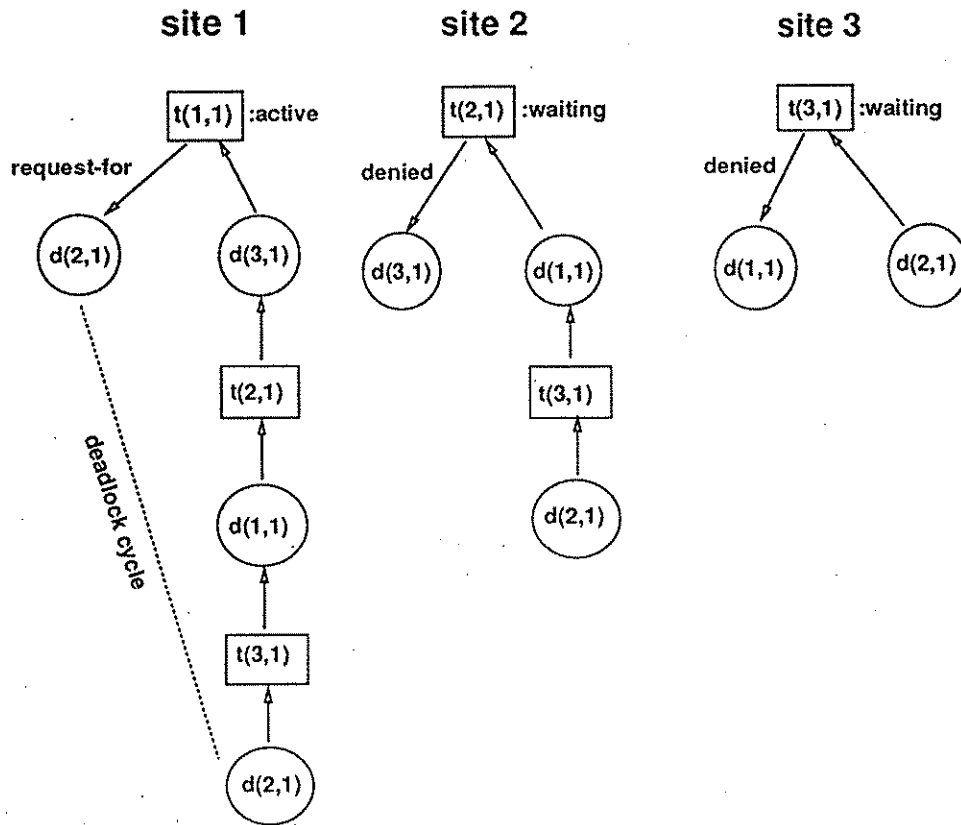 site 1
site 2
site 3
t(1,1) :active
t(2,1) :waiting
t(3,1) :waiting
request-for
denied
denied
d(2,1)
d(3,1)
d(3,1)
d(1,1)
d(1,1)
d(2,1)
t(2,1)
t(3,1)
deadlock cycle
d(1,1)
d(2,1)
t(3,1)
d(2,1)